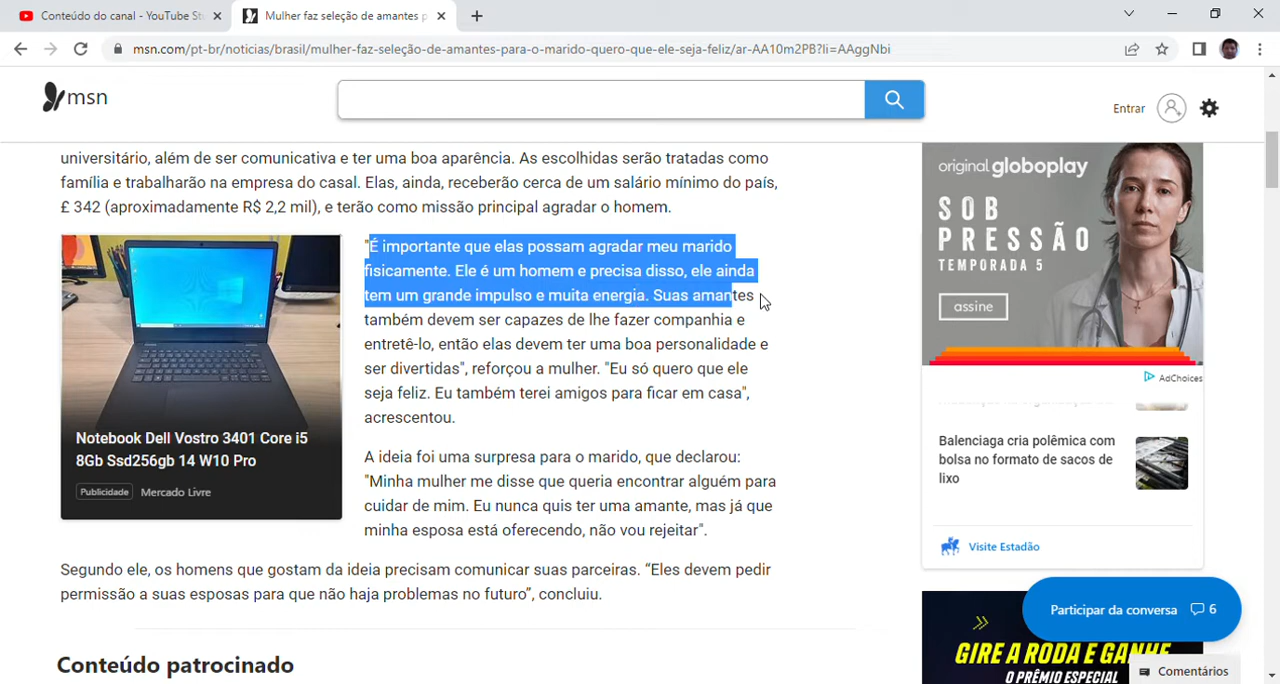 Conteúdo do canal - YouTube St
Mulher faz seleção de amantes p
msn.com/pt-br/noticias/brasil/mulher-faz-seleção-de-amantes-para-o-marido-quero-que-ele-seja-feliz/ar-AA10m2PB?li=AAggNbi
msn
Entrar
universitário, além de ser comunicativa e ter uma boa aparência. As escolhidas serão tratadas como
família e trabalharão na empresa do casal. Elas, ainda, receberão cerca de um salário mínimo do país,
£ 342 (aproximadamente R$ 2,2 mil), e terão como missão principal agradar o homem.
"É importante que elas possam agradar meu marido
fisicamente. Ele é um homem e precisa disso, ele ainda
tem um grande impulso e muita energia. Suas amantes
também devem ser capazes de lhe fazer companhia e
entretê-lo, então elas devem ter uma boa personalidade e
ser divertidas", reforçou a mulher. "Eu só quero que ele
seja feliz. Eu também terei amigos para ficar em casa",
acrescentou.
Notebook Dell Vostro 3401 Core i5
8Gb Ssd256gb 14 W10 Pro
Publicidade Mercado Livre
A ideia foi uma surpresa para o marido, que declarou:
"Minha mulher me disse que queria encontrar alguém para
cuidar de mim. Eu nunca quis ter uma amante, mas já que
minha esposa está oferecendo, não vou rejeitar".
Segundo ele, os homens que gostam da ideia precisam comunicar suas parceiras. “Eles devem pedir
permissão a suas esposas para que não haja problemas no futuro”, concluiu.
Conteúdo patrocinado
original globoplay
SOB
PRESSÃO
TEMPORADA 5
assine
AdChoices
Balenciaga cria polêmica com
bolsa no formato de sacos de
lixo
Visite Estadão
Participar da conversa 6
GIRE A RODA E GANHE
O PRÊMIO ESPECIAL
Comentários